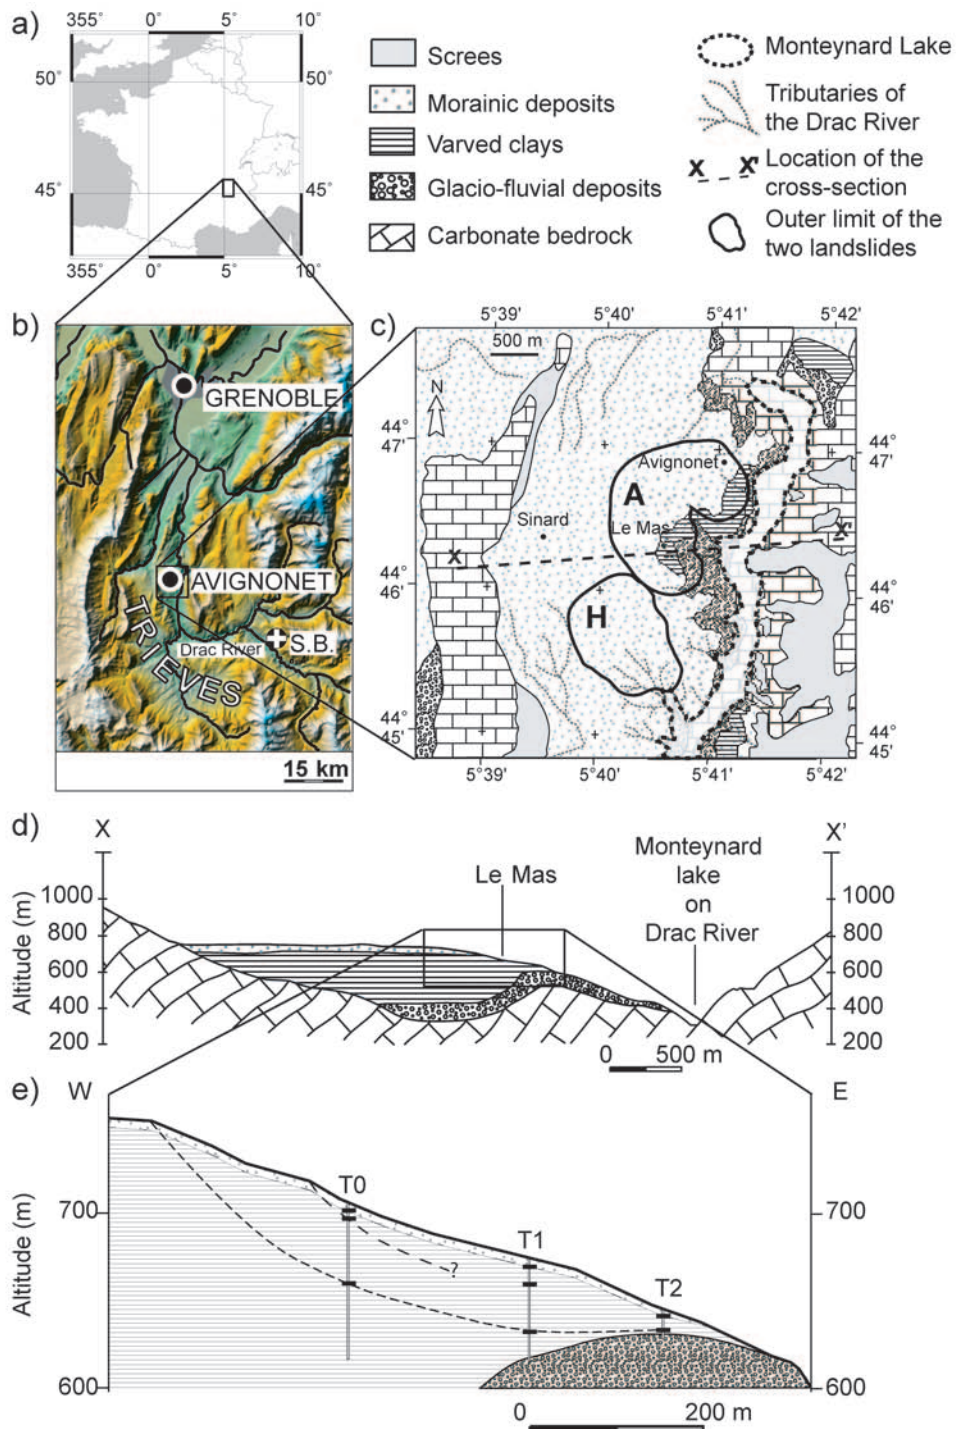 a)
355° 0° 5° 10°
50° 50°
45° 45°
355° 0° 5° 10°
Screes
Morainic deposits
Varved clays
Glacio-fluvial deposits
Carbonate bedrock
Monteynard Lake
Tributaries of
the Drac River
X X' Location of the
cross-section
Outer limit of the
two landslides
b)
GRENOBLE
AVIGNONET
TRIEVES
Drac River
S.B.
15 km
c)
5°39' 5°40' 5°41' 5°42'
500 m
N
44°
47'
44°
47'
Avignonet
A
Sinard
Le Mas
X X'
44°
46'
44°
46'
H
44°
45'
44°
45'
5°39' 5°40' 5°41' 5°42'
d)
X X'
Le Mas
Monteynard
lake
on
Drac River
Altitude (m)
1000
800
600
400
200
1000
800
600
400
200
Altitude (m)
0 500 m
e)
W E
T0
T1
T2
?
Altitude (m)
700 700
600 600
0 200 m